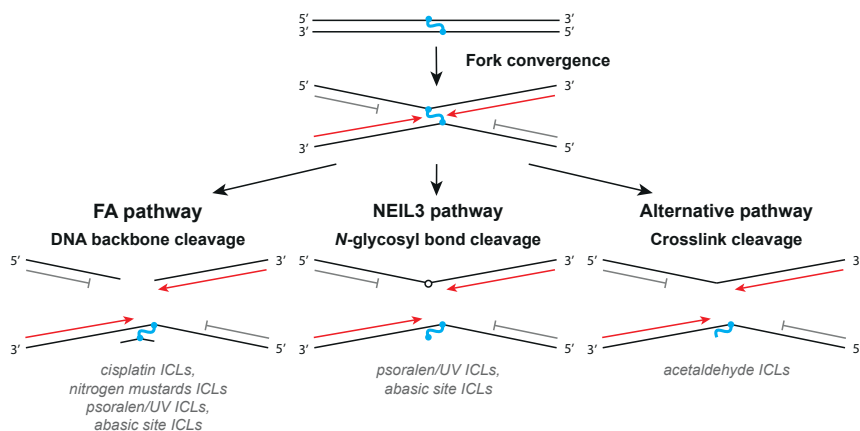 5′ 3′
3′ 5′
Fork convergence
5′ 3′
3′ 5′
FA pathway
DNA backbone cleavage
5′ 3′
3′ 5′
cisplatin ICLs,
nitrogen mustards ICLs
psoralen/UV ICLs,
abasic site ICLs
NEIL3 pathway
N-glycosyl bond cleavage
5′ 3′
3′ 5′
psoralen/UV ICLs,
abasic site ICLs
Alternative pathway
Crosslink cleavage
5′ 3′
3′ 5′
acetaldehyde ICLs